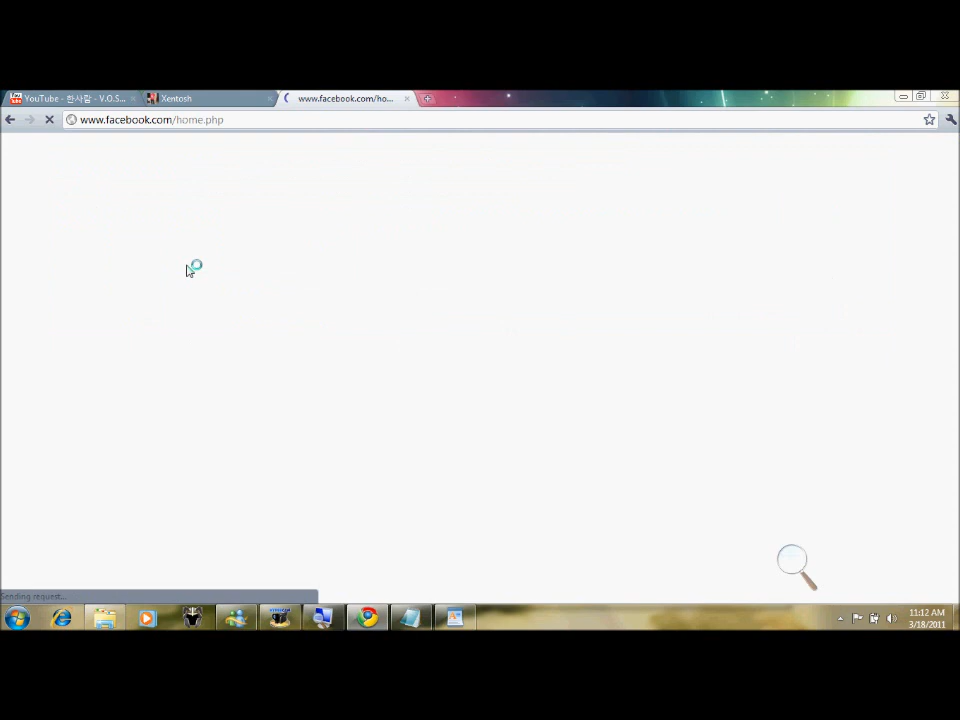 YouTube - 한사람 - V.O.S...
Xentosh
www.facebook.com/ho...
www.facebook.com/home.php
Sending request...
11:12 AM
3/18/2011